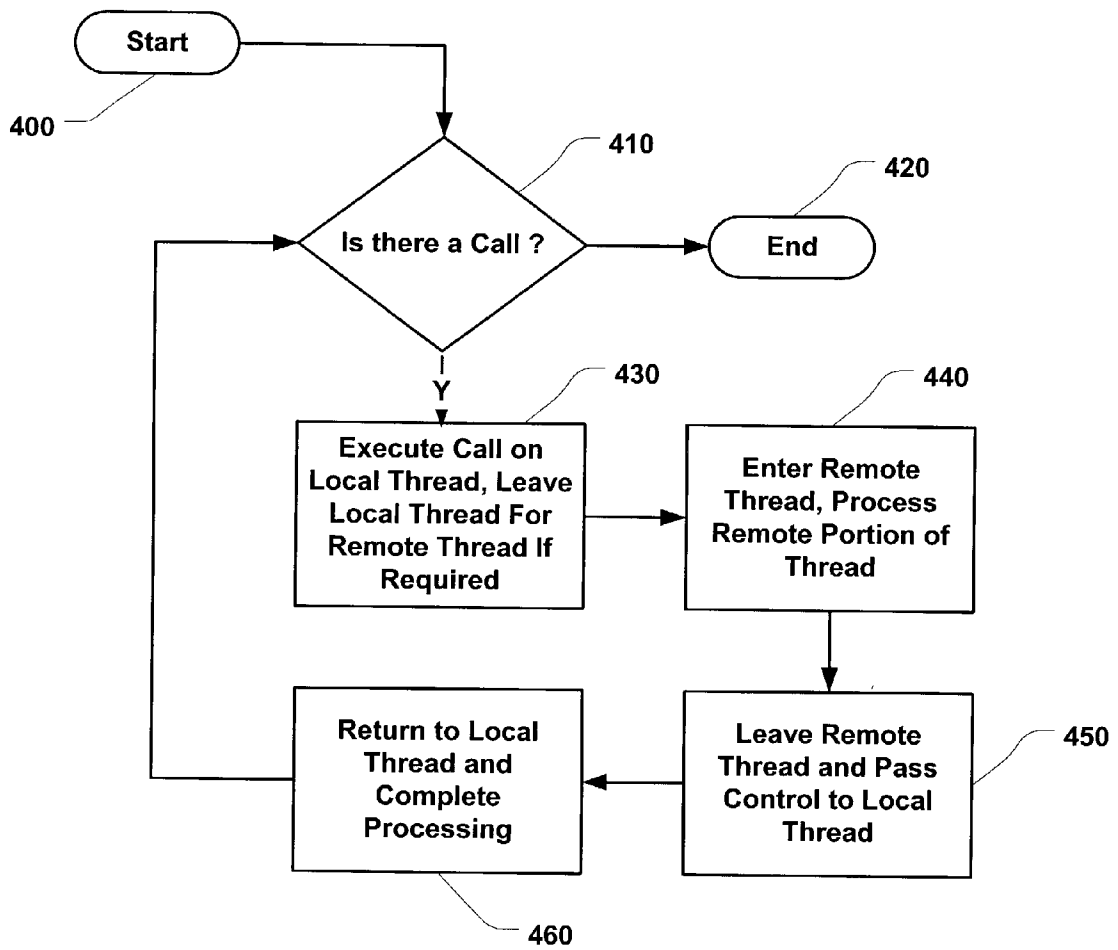 Start
400
410
420
Is there a Call ?
End
Y
430
440
Execute Call on
Local Thread, Leave
Local Thread For
Remote Thread If
Required
Enter Remote
Thread, Process
Remote Portion of
Thread
Return to Local
Thread and
Complete
Processing
Leave Remote
Thread and Pass
Control to Local
Thread
450
460